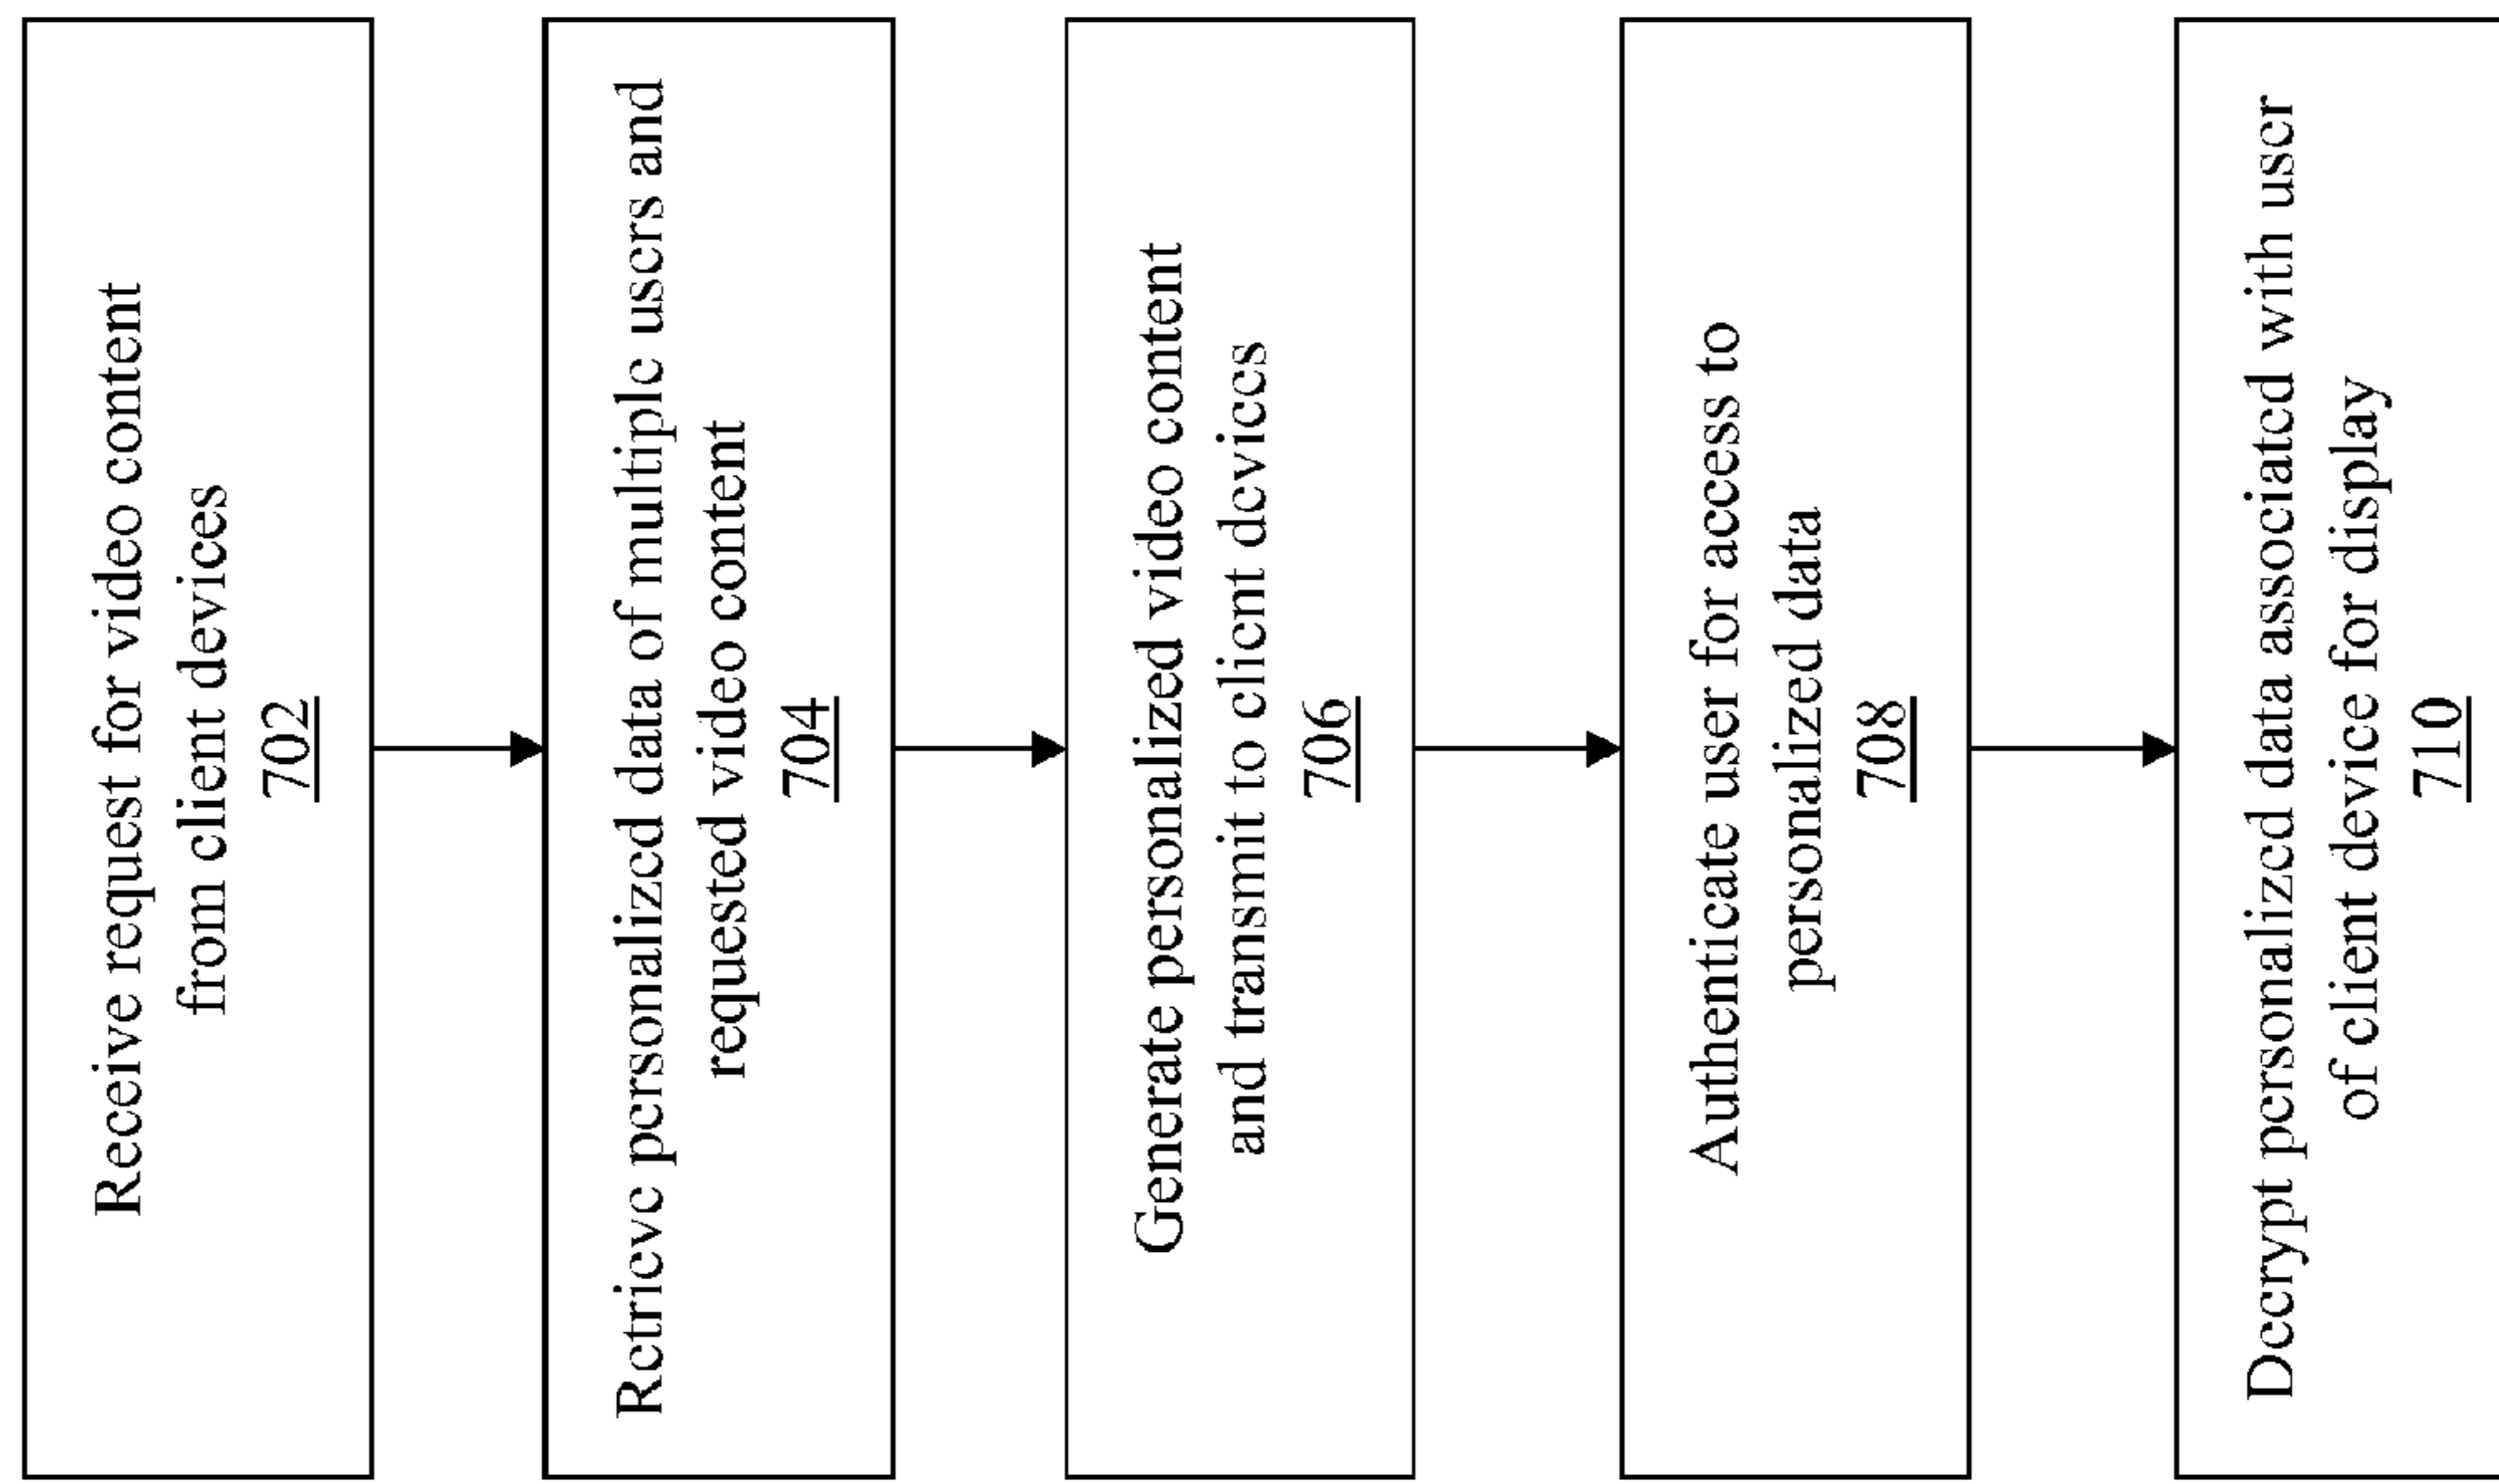 Receive request for video content
from client devices
702
Retrieve personalized data of multiple users and
requested video content
704
Generate personalized video content
and transmit to client devices
706
Authenticate user for access to
personalized data
708
Decrypt personalized data associated with user
of client device for display
710